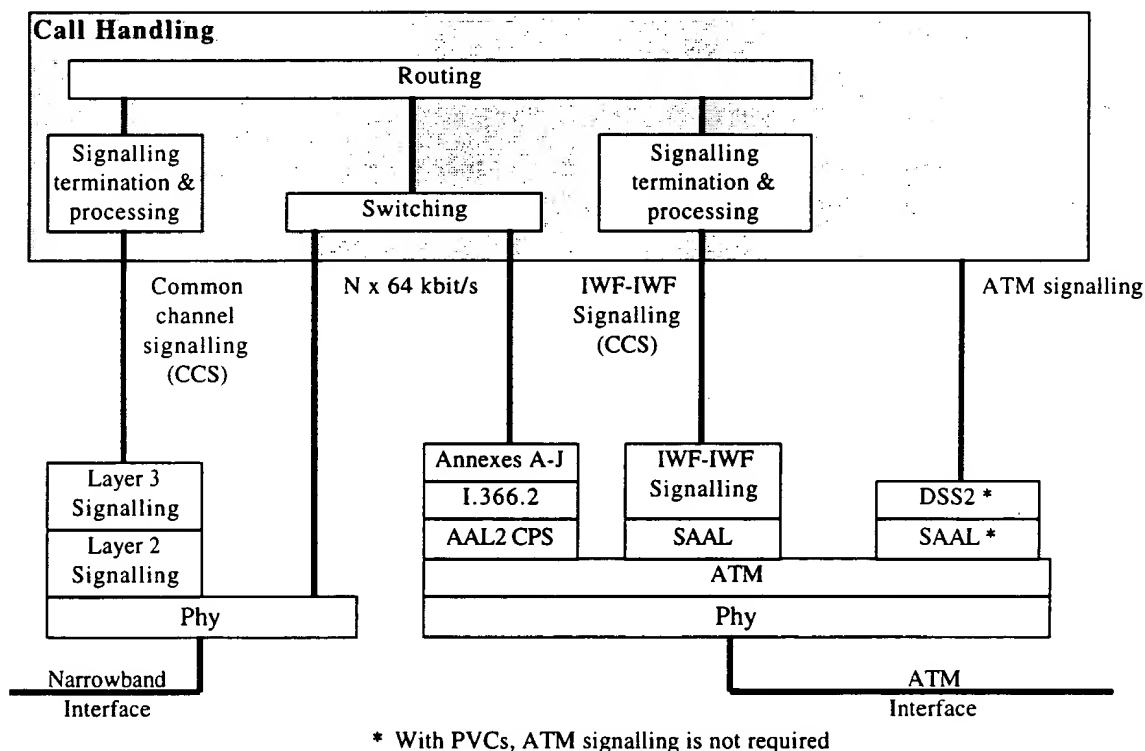 Call Handling
Routing
Signalling
termination &
processing
Switching
Signalling
termination &
processing
Common
channel
signalling
(CCS)
N x 64 kbit/s
IWF-IWF
Signalling
(CCS)
ATM signalling
Layer 3
Signalling
Layer 2
Signalling
Phy
Annexes A-J
I.366.2
AAL2 CPS
IWF-IWF
Signalling
SAAL
DSS2 *
SAAL *
ATM
Phy
Narrowband
Interface
ATM
Interface
* With PVCs, ATM signalling is not required